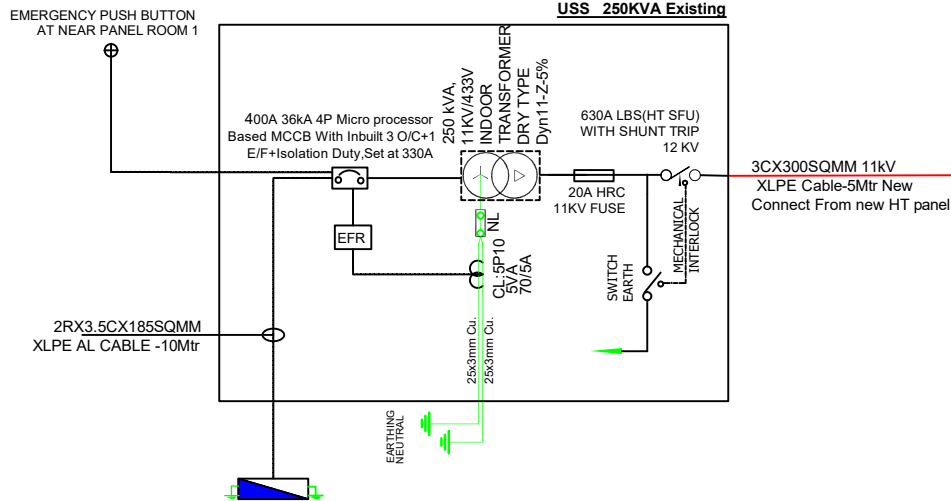 USS 250KVA Existing
EMERGENCY PUSH BUTTON
AT NEAR PANEL ROOM 1
400A 36kA 4P Micro processor
Based MCCB With Inbuilt 3 O/C+1
E/F+Isolation Duty,Set at 330A
250 kVA,
11KV/433V
INDOOR
TRANSFORMER
DRY TYPE
Dyn11-Z-5%
630A LBS(HT SFU)
WITH SHUNT TRIP
12 KV
3CX300SQMM 11kV
XLPE Cable-5Mtr New
Connect From new HT panel
20A HRC
11KV FUSE
NL
EFR
CL:5P10
5VA
70/5A
SWITCH
EARTH
MECHANICAL
INTERLOCK
2RX3.5CX185SQMM
XLPE AL CABLE -10Mtr
25x3mm Cu.
25x3mm Cu.
EARTHING
NEUTRAL